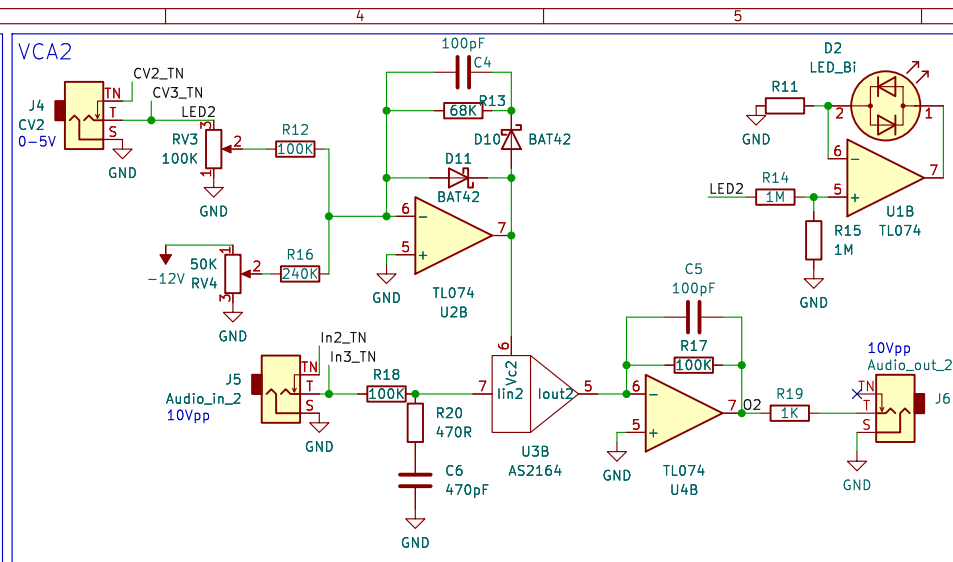 4
5
VCA2
J4
CV2
0-5V
TN
T
S
GND
CV2_TN
CV3_TN
LED2
RV3
100K
3
2
1
GND
R12
100K
-12V
50K
RV4
1
2
3
GND
R16
240K
100pF
C4
R13
68K
D10
BAT42
D11
BAT42
6
5
7
GND
TL074
U2B
D2
LED_Bi
R11
GND
2
1
LED2
R14
1M
6
5
7
U1B
TL074
R15
1M
GND
In2_TN
In3_TN
J5
Audio_in_2
10Vpp
TN
T
S
GND
R18
100K
R20
470R
C6
470pF
GND
6
Vc2
7
Iin2
Iout2
5
U3B
AS2164
C5
100pF
R17
100K
6
5
7
O2
GND
TL074
U4B
R19
1K
10Vpp
Audio_out_2
TN
T
S
J6
GND